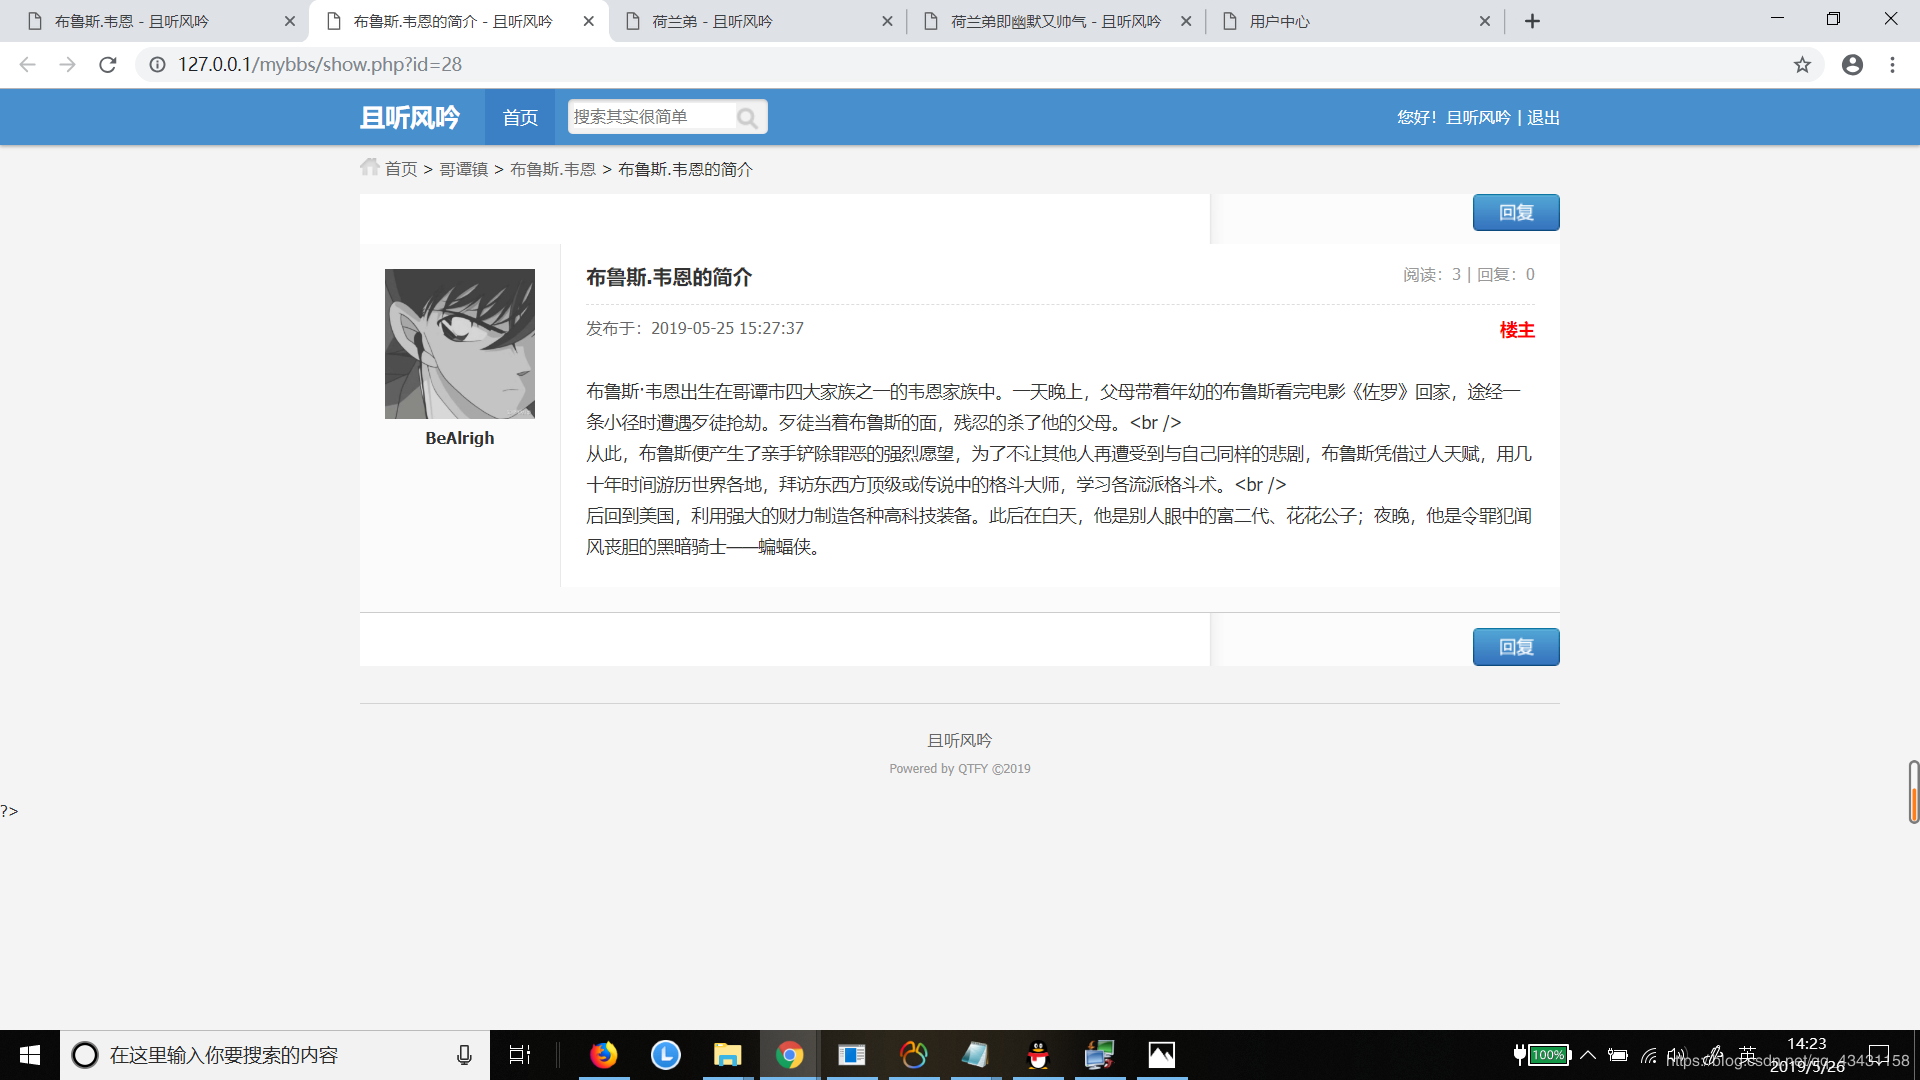 布鲁斯.韦恩 - 且听风吟
布鲁斯.韦恩的简介 - 且听风吟
荷兰弟 - 且听风吟
荷兰弟即幽默又帅气 - 且听风吟
用户中心
127.0.0.1/mybbs/show.php?id=28
且听风吟
首页
搜索其实很简单
您好！且听风吟 | 退出
首页 > 哥谭镇 > 布鲁斯.韦恩 > 布鲁斯.韦恩的简介
回复
布鲁斯.韦恩的简介
阅读：3 | 回复：0
发布于：2019-05-25 15:27:37
楼主
BeAlrigh
布鲁斯·韦恩出生在哥谭市四大家族之一的韦恩家族中。一天晚上，父母带着年幼的布鲁斯看完电影《佐罗》回家，途经一
条小径时遭遇歹徒抢劫。歹徒当着布鲁斯的面，残忍的杀了他的父母。<br />
从此，布鲁斯便产生了亲手铲除罪恶的强烈愿望，为了不让其他人再遭受到与自己同样的悲剧，布鲁斯凭借过人天赋，用几
十年时间游历世界各地，拜访东西方顶级或传说中的格斗大师，学习各流派格斗术。<br />
后回到美国，利用强大的财力制造各种高科技装备。此后在白天，他是别人眼中的富二代、花花公子；夜晚，他是令罪犯闻
风丧胆的黑暗骑士——蝙蝠侠。
回复
且听风吟
Powered by QTFY ©2019
?>
在这里输入你要搜索的内容
100%
英
14:23
2019/5/26
https://blog.csdn.net/qq_43431158